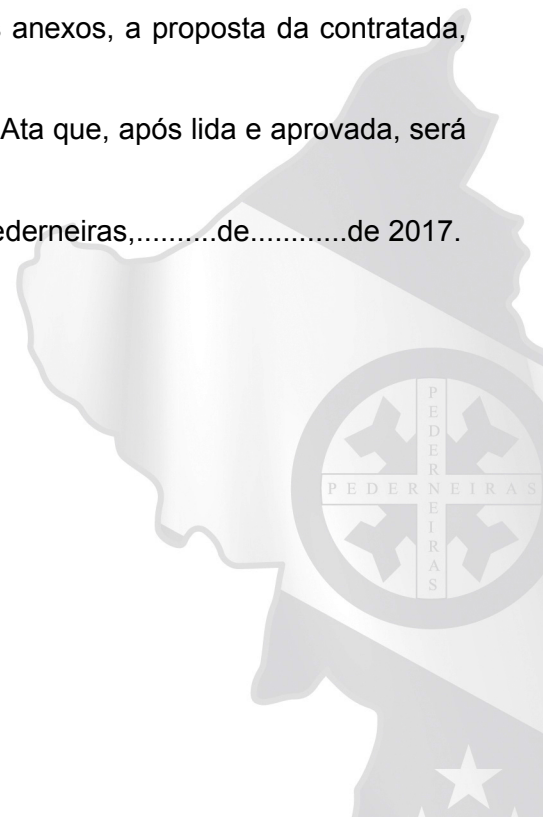 anexos, a proposta da contratada,
Ata que, após lida e aprovada, será
ederneiras,..........de............de 2017.
PEDERNEIRAS
PEDERNEIRAS